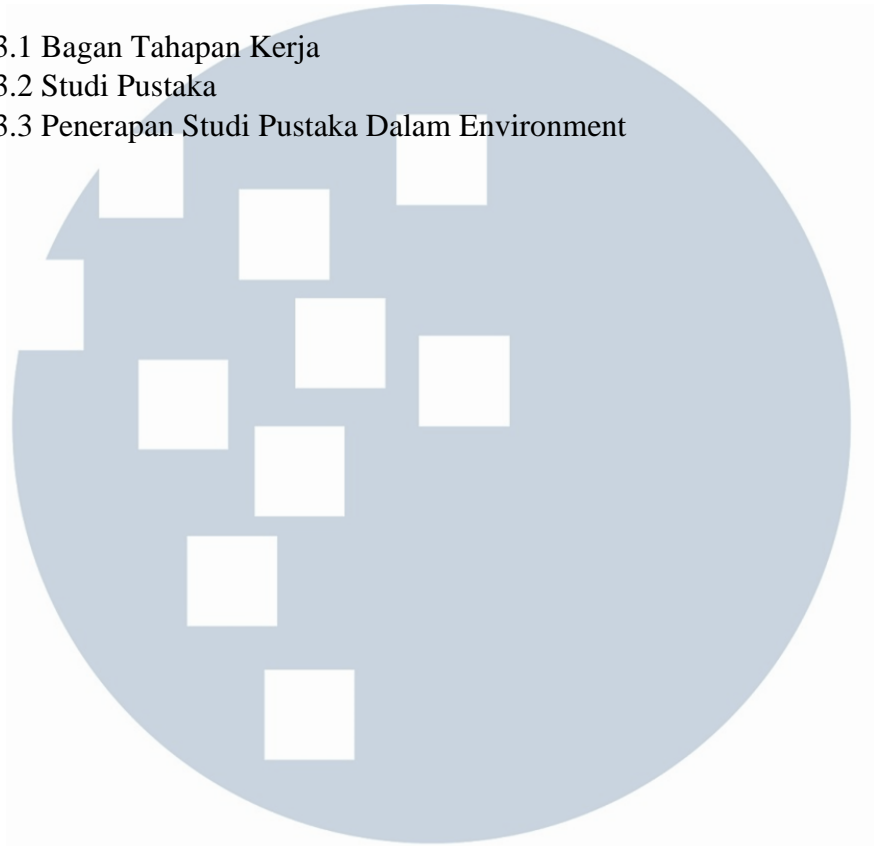 3.1 Bagan Tahapan Kerja
3.2 Studi Pustaka
3.3 Penerapan Studi Pustaka Dalam Environment